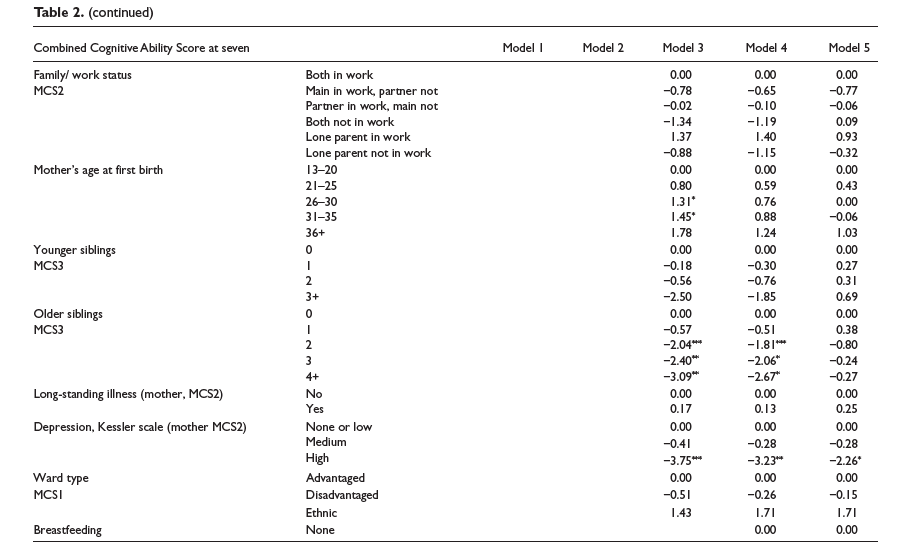 Table 2. (continued)
Combined Cognitive Ability Score at seven Model 1 Model 2 Model 3 Model 4 Model 5
Family/ work status Both in work 0.00 0.00 0.00
MCS2 Main in work, partner not −0.78 −0.65 −0.77
Partner in work, main not −0.02 −0.10 −0.06
Both not in work −1.34 −1.19 0.09
Lone parent in work 1.37 1.40 0.93
Lone parent not in work −0.88 −1.15 −0.32
Mother's age at first birth 13–20 0.00 0.00 0.00
21–25 0.80 0.59 0.43
26–30 1.31* 0.76 0.00
31–35 1.45* 0.88 −0.06
36+ 1.78 1.24 1.03
Younger siblings 0 0.00 0.00 0.00
MCS3 1 −0.18 −0.30 0.27
2 −0.56 −0.76 0.31
3+ −2.50 −1.85 0.69
Older siblings 0 0.00 0.00 0.00
MCS3 1 −0.57 −0.51 0.38
2 −2.04*** −1.81*** −0.80
3 −2.40** −2.06* −0.24
4+ −3.09** −2.67* −0.27
Long-standing illness (mother, MCS2) No 0.00 0.00 0.00
Yes 0.17 0.13 0.25
Depression, Kessler scale (mother MCS2) None or low 0.00 0.00 0.00
Medium −0.41 −0.28 −0.28
High −3.75*** −3.23** −2.26*
Ward type Advantaged 0.00 0.00 0.00
MCS1 Disadvantaged −0.51 −0.26 −0.15
Ethnic 1.43 1.71 1.71
Breastfeeding None 0.00 0.00